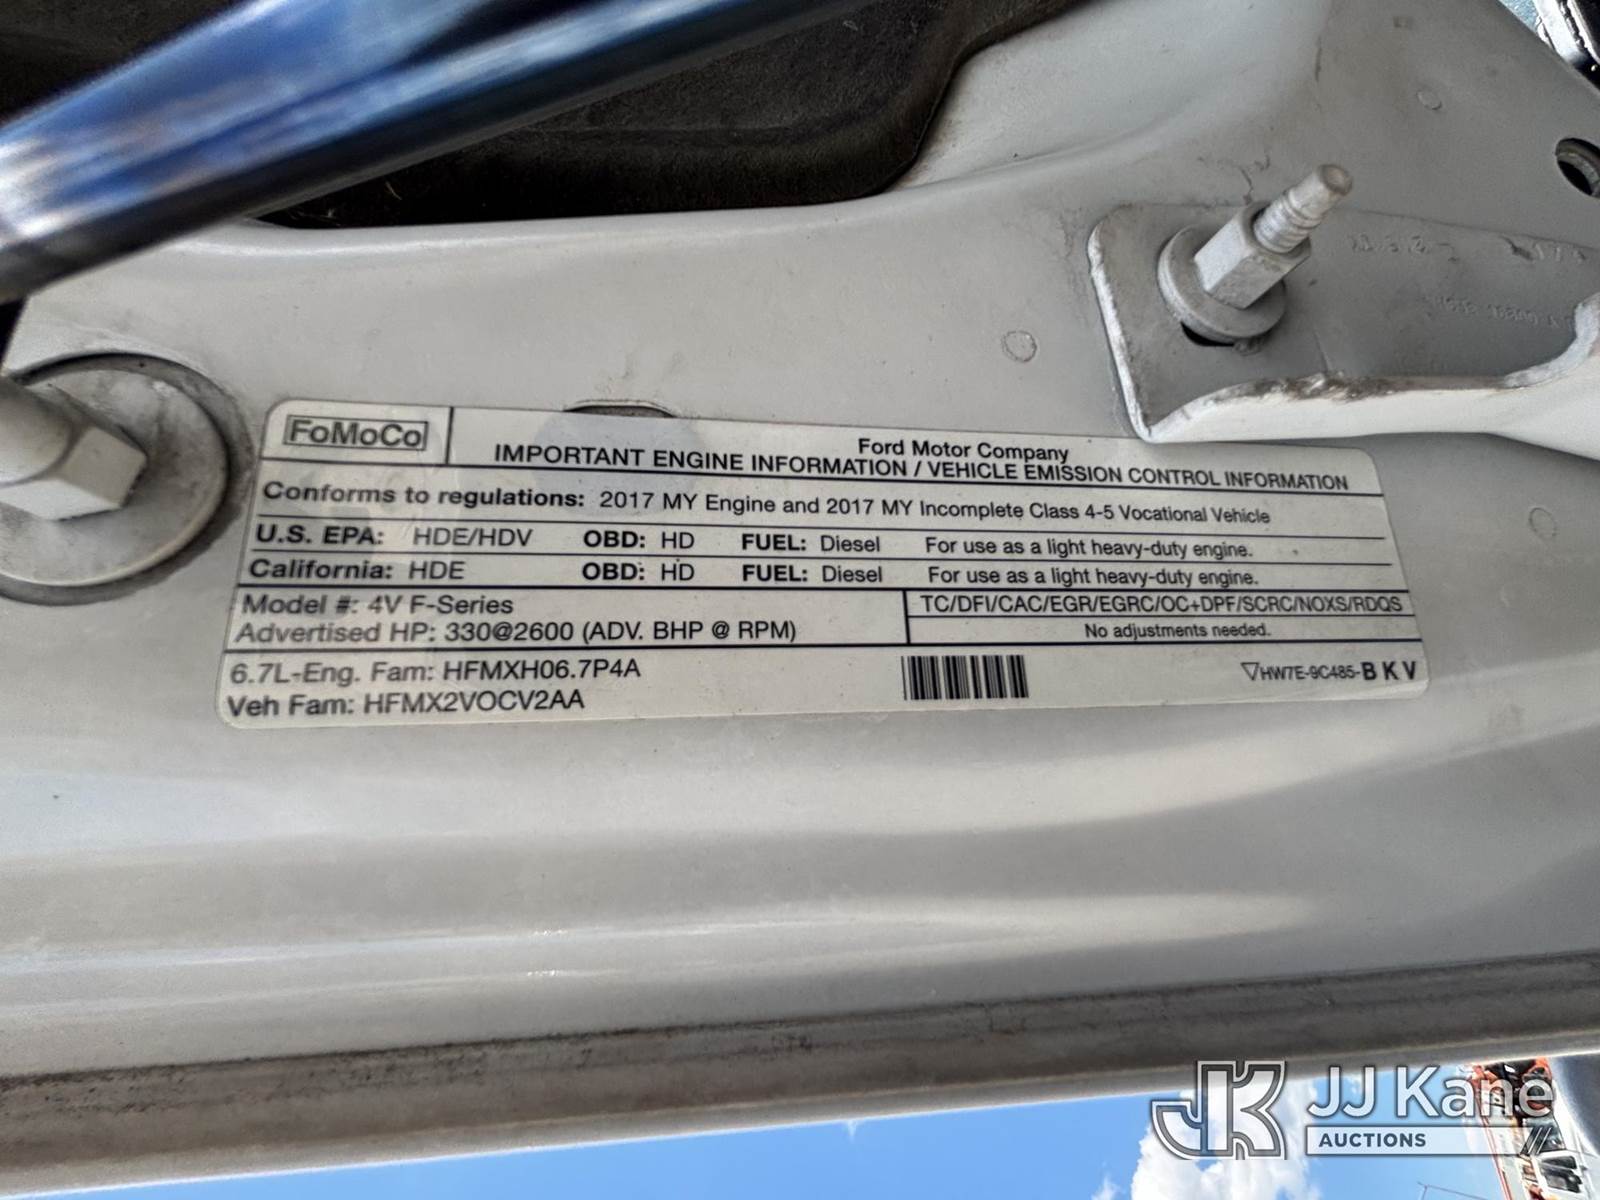 FoMoCo
Ford Motor Company
IMPORTANT ENGINE INFORMATION / VEHICLE EMISSION CONTROL INFORMATION
Conforms to regulations: 2017 MY Engine and 2017 MY Incomplete Class 4-5 Vocational Vehicle
U.S. EPA: HDE/HDV OBD: HD FUEL: Diesel For use as a light heavy-duty engine.
California: HDE OBD: HD FUEL: Diesel For use as a light heavy-duty engine.
Model #: 4V F-Series
Advertised HP: 330@2600 (ADV. BHP @ RPM)
TC/DFI/CAC/EGR/EGRC/OC+DPF/SCRC/NOXS/RDQS
No adjustments needed.
6.7L-Eng. Fam: HFMXH06.7P4A
Veh Fam: HFMX2VOCV2AA
HW7E-9C485-B K V
JK JJ Kane
AUCTIONS